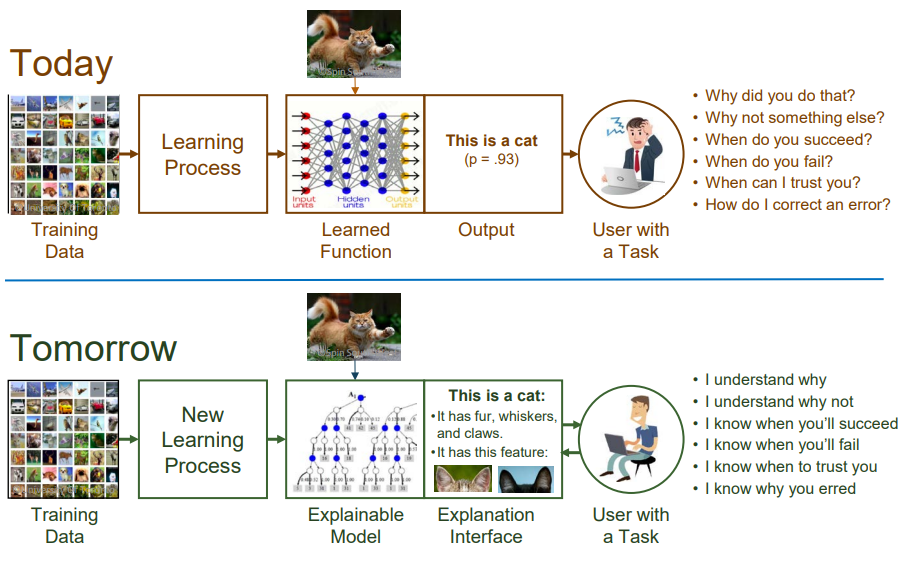 Today
© Spin Spu
Learning
Process
Input
units
Hidden
units
Output
units
This is a cat
(p = .93)
Training
Data
Learned
Function
Output
User with
a Task
• Why did you do that?
• Why not something else?
• When do you succeed?
• When do you fail?
• When can I trust you?
• How do I correct an error?
Tomorrow
New
Learning
Process
This is a cat:
•It has fur, whiskers,
and claws.
•It has this feature:
Training
Data
Explainable
Model
Explanation
Interface
User with
a Task
• I understand why
• I understand why not
• I know when you’ll succeed
• I know when you’ll fail
• I know when to trust you
• I know why you erred